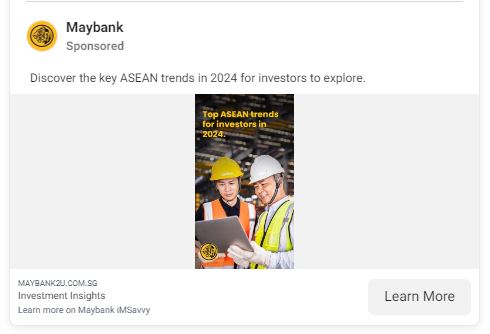 Maybank
Sponsored
Discover the key ASEAN trends in 2024 for investors to explore.
Top ASEAN trends
for investors in
2024.
MAYBANK2U.COM.SG
Investment Insights
Learn more on Maybank iMSavvy
Learn More